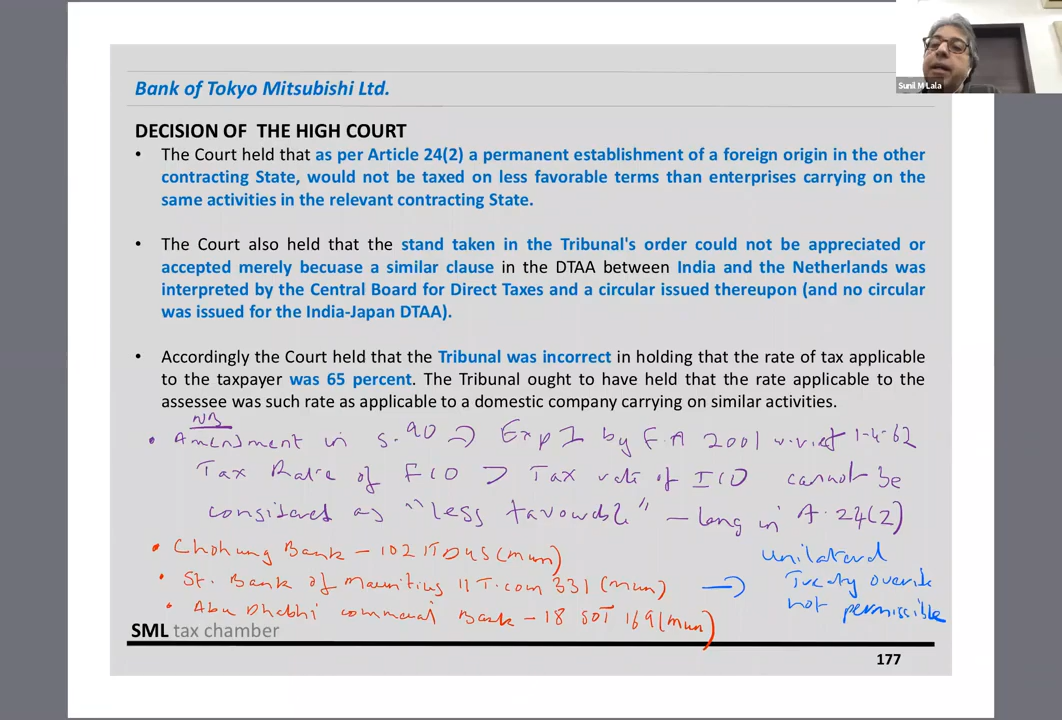 Sunil M Lala
Bank of Tokyo Mitsubishi Ltd.
DECISION OF THE HIGH COURT
• The Court held that as per Article 24(2) a permanent establishment of a foreign origin in the other
contracting State, would not be taxed on less favorable terms than enterprises carrying on the
same activities in the relevant contracting State.
• The Court also held that the stand taken in the Tribunal's order could not be appreciated or
accepted merely becuase a similar clause in the DTAA between India and the Netherlands was
interpreted by the Central Board for Direct Taxes and a circular issued thereupon (and no circular
was issued for the India-Japan DTAA).
• Accordingly the Court held that the Tribunal was incorrect in holding that the rate of tax applicable
to the taxpayer was 65 percent. The Tribunal ought to have held that the rate applicable to the
assessee was such rate as applicable to a domestic company carrying on similar activities.
NB
• Amendment in s. 90 ⇒ Exp 1 by F.A 2001 w.r.ef 1-4-62
Tax Rate of FCO > Tax rate of ICO cannot be
considered as "less favourable" - lang in A. 24(2)
• Chohung Bank - 102 ITD 45 (mum)
• St. Bank of Mauritius 11 T.com 331 (mum) →
• Abu Dhabhi commercial Bank - 18 SOT 169 (mum)
unilateral
Treaty override
not permissible
SML tax chamber
177